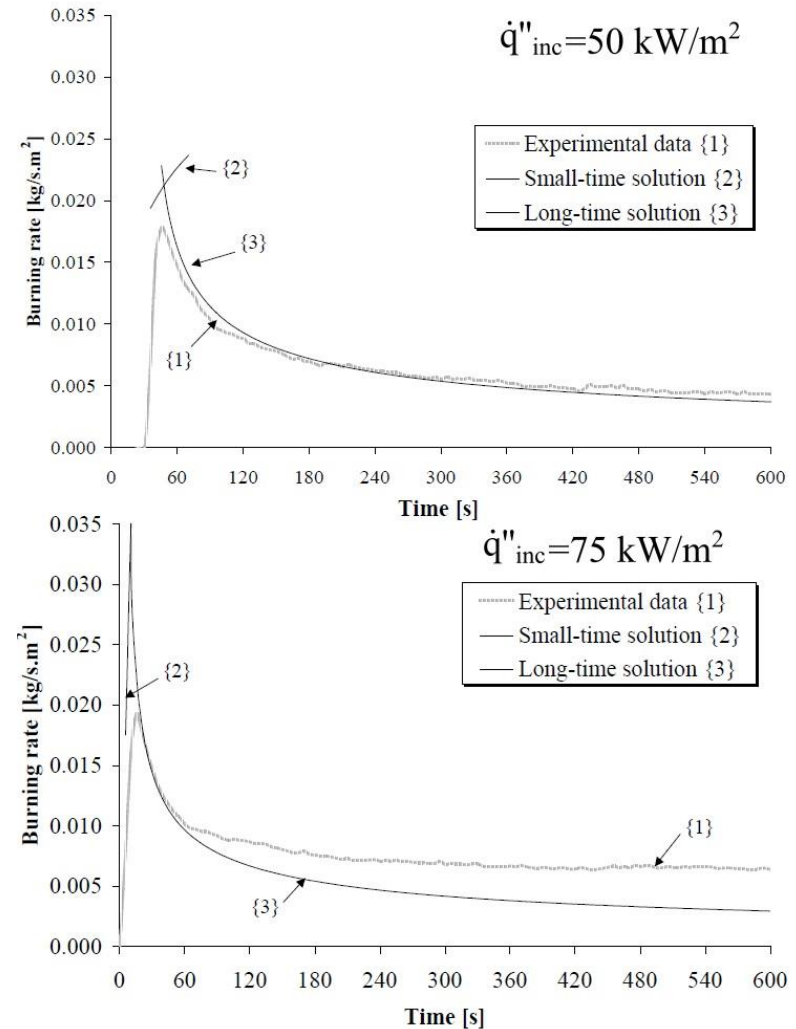 q̇"inc=50 kW/m²
Burning rate [kg/s.m²]
0.035
0.030
0.025
0.020
0.015
0.010
0.005
0.000
Experimental data {1}
Small-time solution {2}
Long-time solution {3}
{2}
{3}
{1}
0 60 120 180 240 300 360 420 480 540 600
Time [s]
q̇"inc=75 kW/m²
Burning rate [kg/s.m²]
0.035
0.030
0.025
0.020
0.015
0.010
0.005
0.000
Experimental data {1}
Small-time solution {2}
Long-time solution {3}
{2}
{1}
{3}
0 60 120 180 240 300 360 420 480 540 600
Time [s]